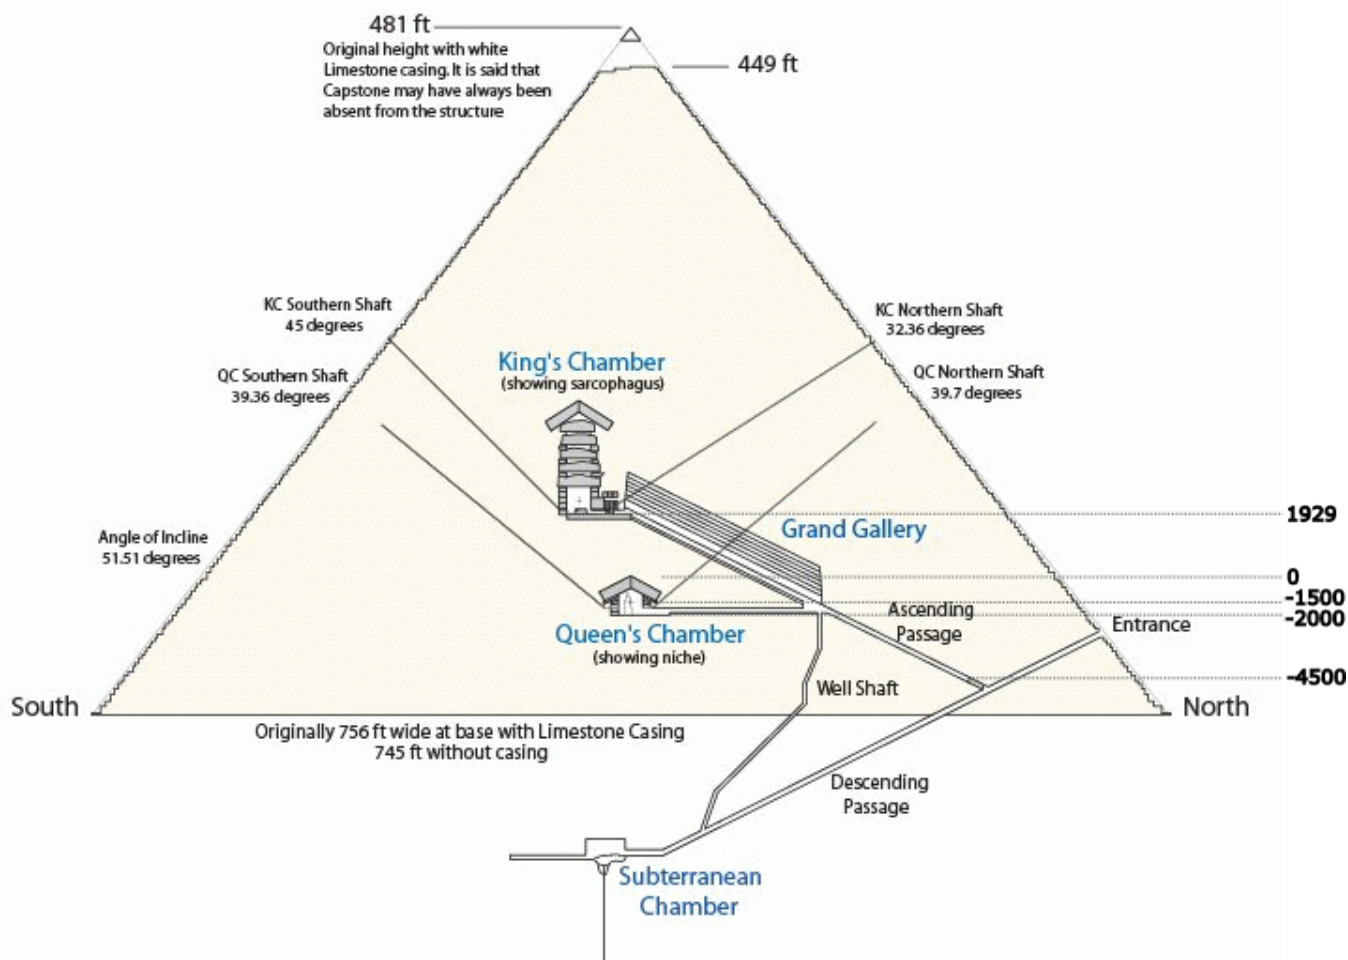 481 ft
Original height with white
Limestone casing. It is said that
Capstone may have always been
absent from the structure
449 ft
KC Southern Shaft
45 degrees
KC Northern Shaft
32.36 degrees
QC Southern Shaft
39.36 degrees
King's Chamber
(showing sarcophagus)
QC Northern Shaft
39.7 degrees
Angle of Incline
51.51 degrees
Grand Gallery
1929
0
-1500
-2000
Ascending
Passage
Entrance
Queen's Chamber
(showing niche)
-4500
Well Shaft
South
North
Originally 756 ft wide at base with Limestone Casing
745 ft without casing
Descending
Passage
Subterranean
Chamber